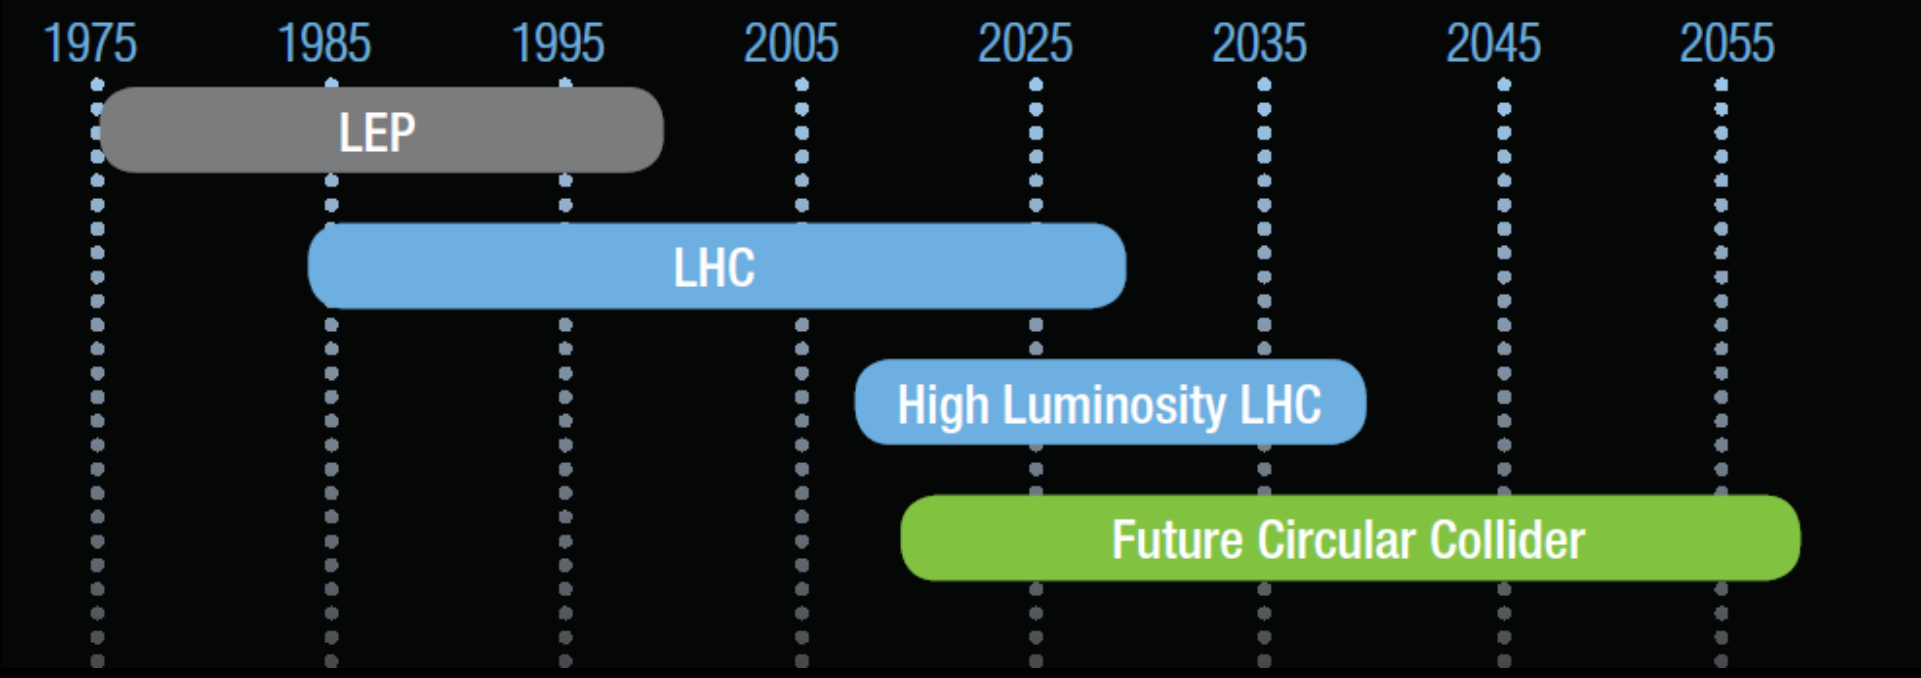 1975 1985 1995 2005 2025 2035 2045 2055
LEP
LHC
High Luminosity LHC
Future Circular Collider